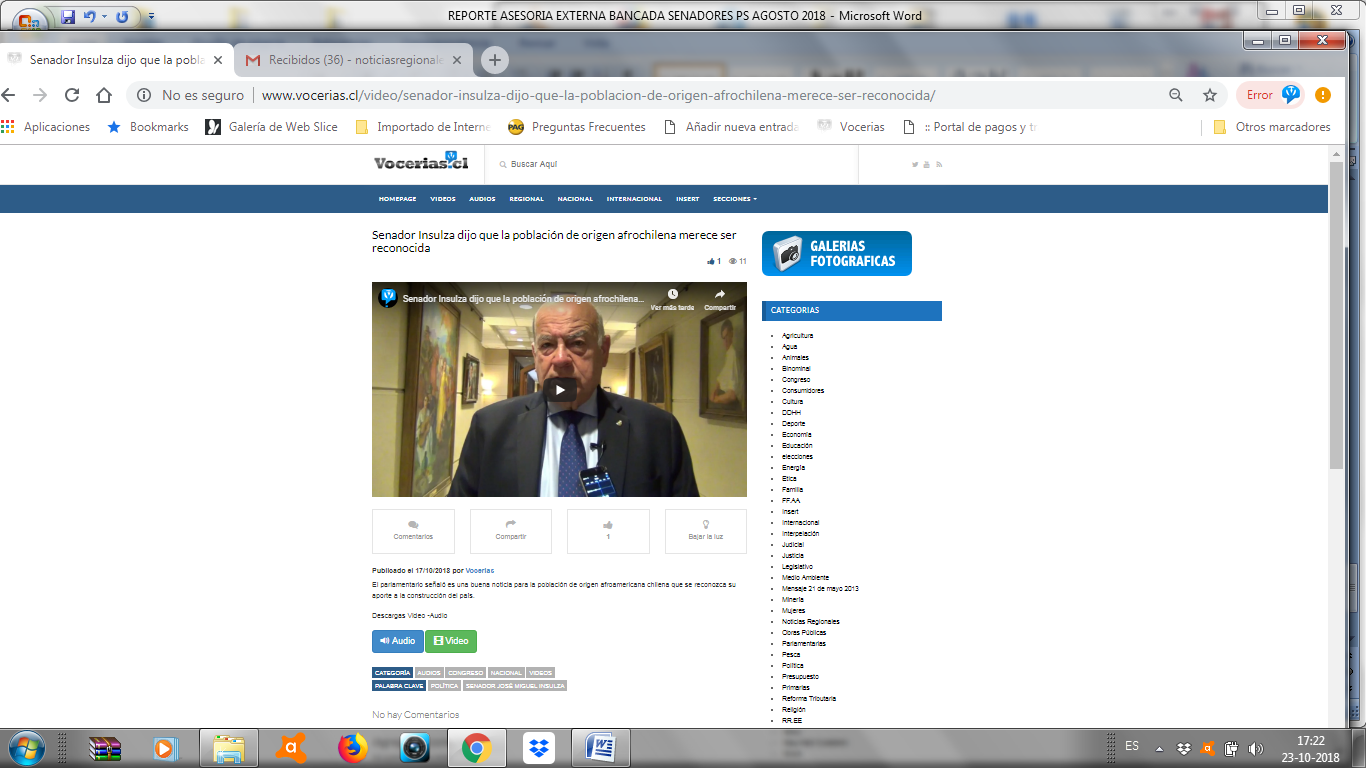 REPORTE ASESORIA EXTERNA BANCADA SENADORES PS AGOSTO 2018 - Microsoft Word
Senador Insulza dijo que la pobla
Recibidos (36) - noticiasregionale
No es seguro
www.vocerias.cl/video/senador-insulza-dijo-que-la-poblacion-de-origen-afrochilena-merece-ser-reconocida/
Error
Aplicaciones
Bookmarks
Galería de Web Slice
Importado de Interne
PAG
Preguntas Frecuentes
Añadir nueva entrada
Vocerias
:: Portal de pagos y tr
Otros marcadores
Vocerias.cl
Buscar Aquí
HOMEPAGE VIDEOS AUDIOS REGIONAL NACIONAL INTERNACIONAL INSERT SECCIONES
Senador Insulza dijo que la población de origen afrochilena merece ser
reconocida
1 11
Senador Insulza dijo que la población de origen afrochilena...
Ver más tarde
Compartir
Comentarios
Compartir
1
Bajar la luz
Publicado el 17/10/2018 por Vocerias
El parlamentario señaló es una buena noticia para la población de origen afroamericana chilena que se reconozca su
aporte a la construcción del país.
Descargas Video -Audio
Audio
Video
CATEGORÍA AUDIOS CONGRESO NACIONAL VIDEOS
PALABRA CLAVE POLÍTICA SENADOR JOSÉ MIGUEL INSULZA
No hay Comentarios
GALERIAS
FOTOGRAFICAS
CATEGORIAS
Agricultura
Agua
Animales
Binominal
Congreso
Consumidores
Cultura
DDHH
Deporte
Economía
Educación
elecciones
Energía
Etica
Familia
FF.AA
Insert
Internacional
Interpelación
Judicial
Justicia
Legislativo
Medio Ambiente
Mensaje 21 de mayo 2013
Minería
Mujeres
Noticias Regionales
Obras Públicas
Parlamentarias
Pesca
Política
Presupuesto
Primarias
Reforma Tributaria
Religión
RR.EE
ES
17:22
23-10-2018